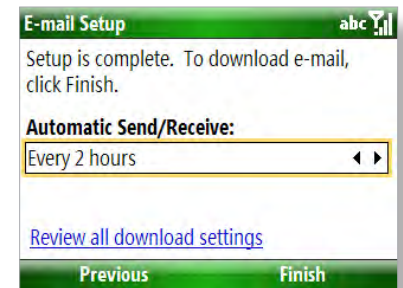 E-mail Setup abc
Setup is complete. To download e-mail,
click Finish.
Automatic Send/Receive:
Every 2 hours
Review all download settings
Previous Finish